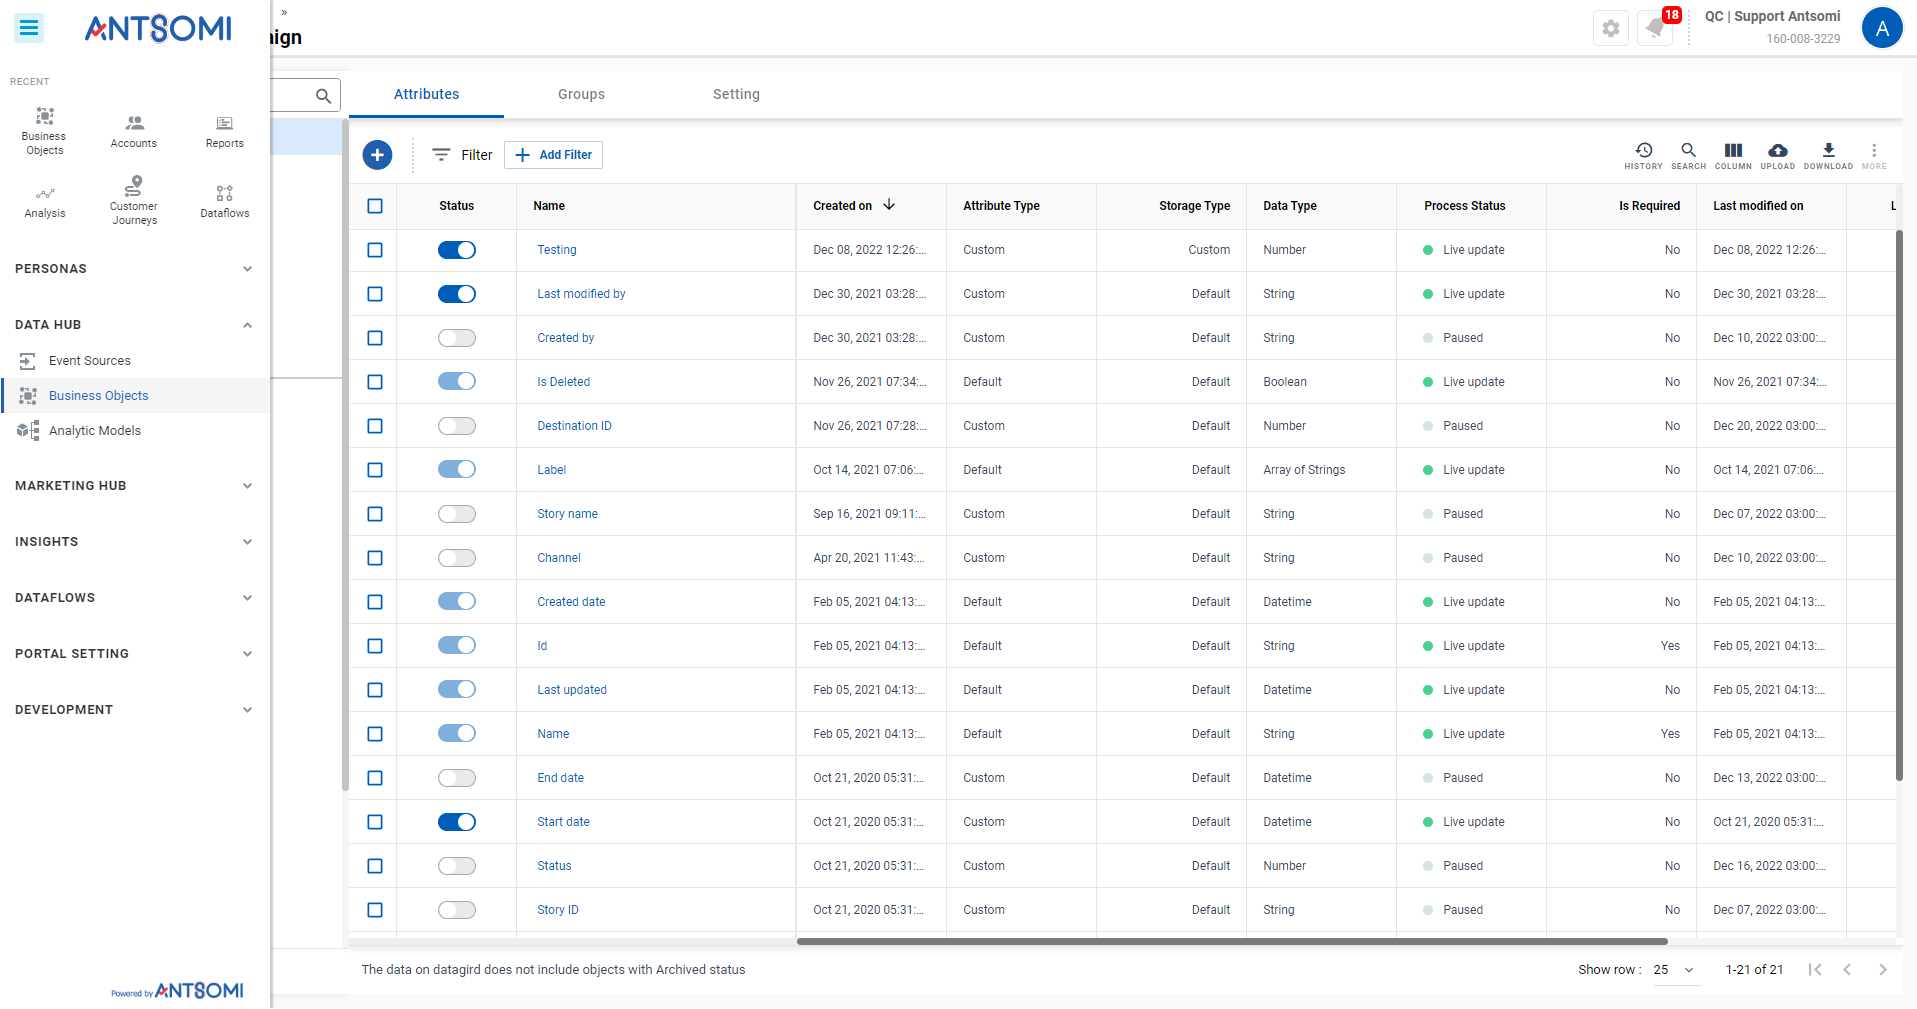 ANTSOMI
»
aign
18
QC | Support Antsomi
160-008-3229
A
RECENT
Business Objects
Accounts
Reports
Analysis
Customer Journeys
Dataflows
PERSONAS
DATA HUB
Event Sources
Business Objects
Analytic Models
MARKETING HUB
INSIGHTS
DATAFLOWS
PORTAL SETTING
DEVELOPMENT
Powered by ANTSOMI
Attributes Groups Setting
Filter Add Filter
HISTORY SEARCH COLUMN UPLOAD DOWNLOAD MORE
Status Name Created on Attribute Type Storage Type Data Type Process Status Is Required Last modified on L
Testing Dec 08, 2022 12:26:... Custom Custom Number Live update No Dec 08, 2022 12:26:...
Last modified by Dec 30, 2021 03:28:... Custom Default String Live update No Dec 30, 2021 03:28:...
Created by Dec 30, 2021 03:28:... Custom Default String Paused No Dec 10, 2022 03:00:...
Is Deleted Nov 26, 2021 07:34:... Default Default Boolean Live update No Nov 26, 2021 07:34:...
Destination ID Nov 26, 2021 07:28:... Custom Default Number Paused No Dec 20, 2022 03:00:...
Label Oct 14, 2021 07:06:... Default Default Array of Strings Live update No Oct 14, 2021 07:06:...
Story name Sep 16, 2021 09:11:... Custom Default String Paused No Dec 07, 2022 03:00:...
Channel Apr 20, 2021 11:43:... Custom Default String Paused No Dec 10, 2022 03:00:...
Created date Feb 05, 2021 04:13:... Default Default Datetime Live update No Feb 05, 2021 04:13:...
Id Feb 05, 2021 04:13:... Default Default String Live update Yes Feb 05, 2021 04:13:...
Last updated Feb 05, 2021 04:13:... Default Default Datetime Live update No Feb 05, 2021 04:13:...
Name Feb 05, 2021 04:13:... Default Default String Live update Yes Feb 05, 2021 04:13:...
End date Oct 21, 2020 05:31:... Custom Default Datetime Paused No Dec 13, 2022 03:00:...
Start date Oct 21, 2020 05:31:... Custom Default Datetime Live update No Oct 21, 2020 05:31:...
Status Oct 21, 2020 05:31:... Custom Default Number Paused No Dec 16, 2022 03:00:...
Story ID Oct 21, 2020 05:31:... Custom Default String Paused No Dec 07, 2022 03:00:...
The data on datagird does not include objects with Archived status
Show row : 25 1-21 of 21